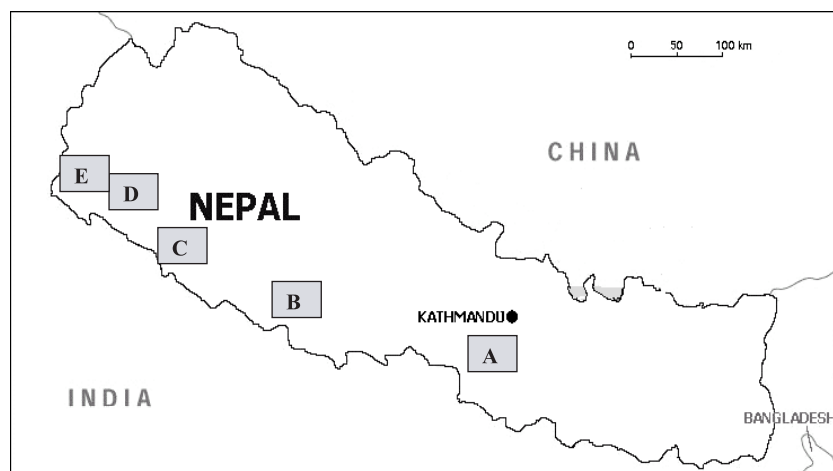 0 50 100 km
CHINA
E
D
NEPAL
C
B
KATHMANDU
A
INDIA
BANGLADESH